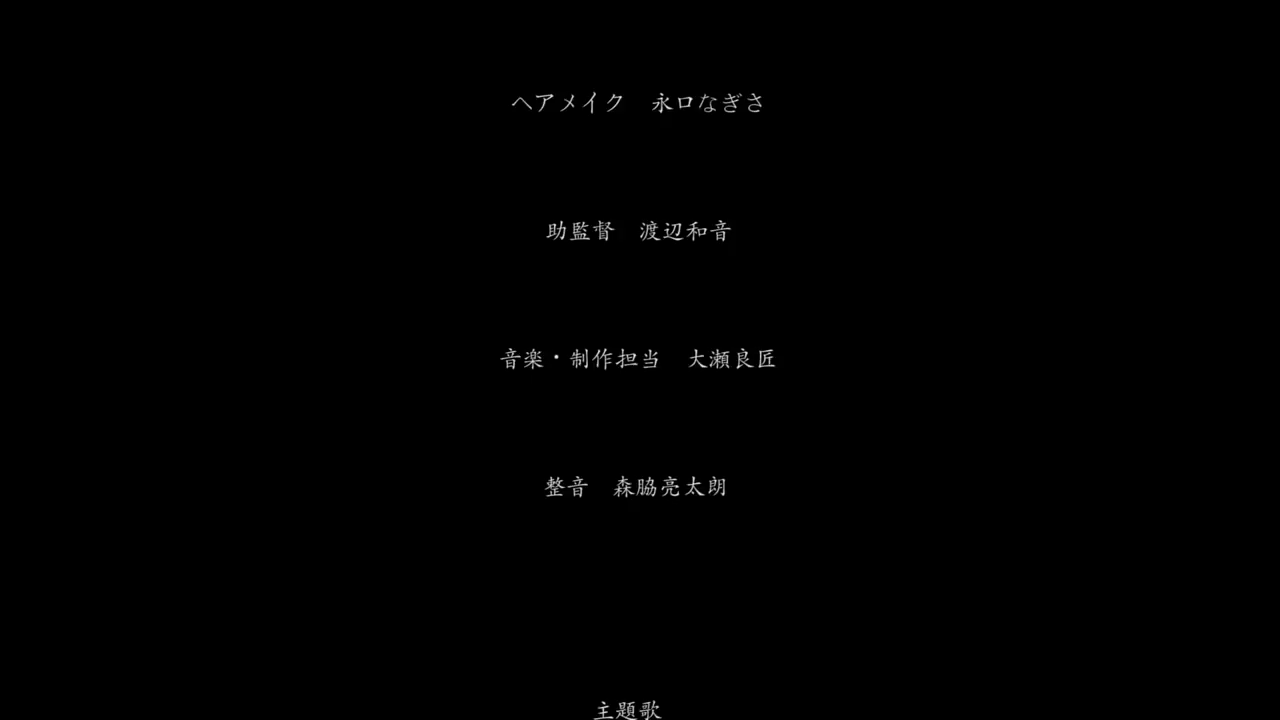 ヘアメイク　永口なぎさ
助監督　渡辺和音
音楽・制作担当　大瀬良匠
整音　森脇亮太朗
主題歌